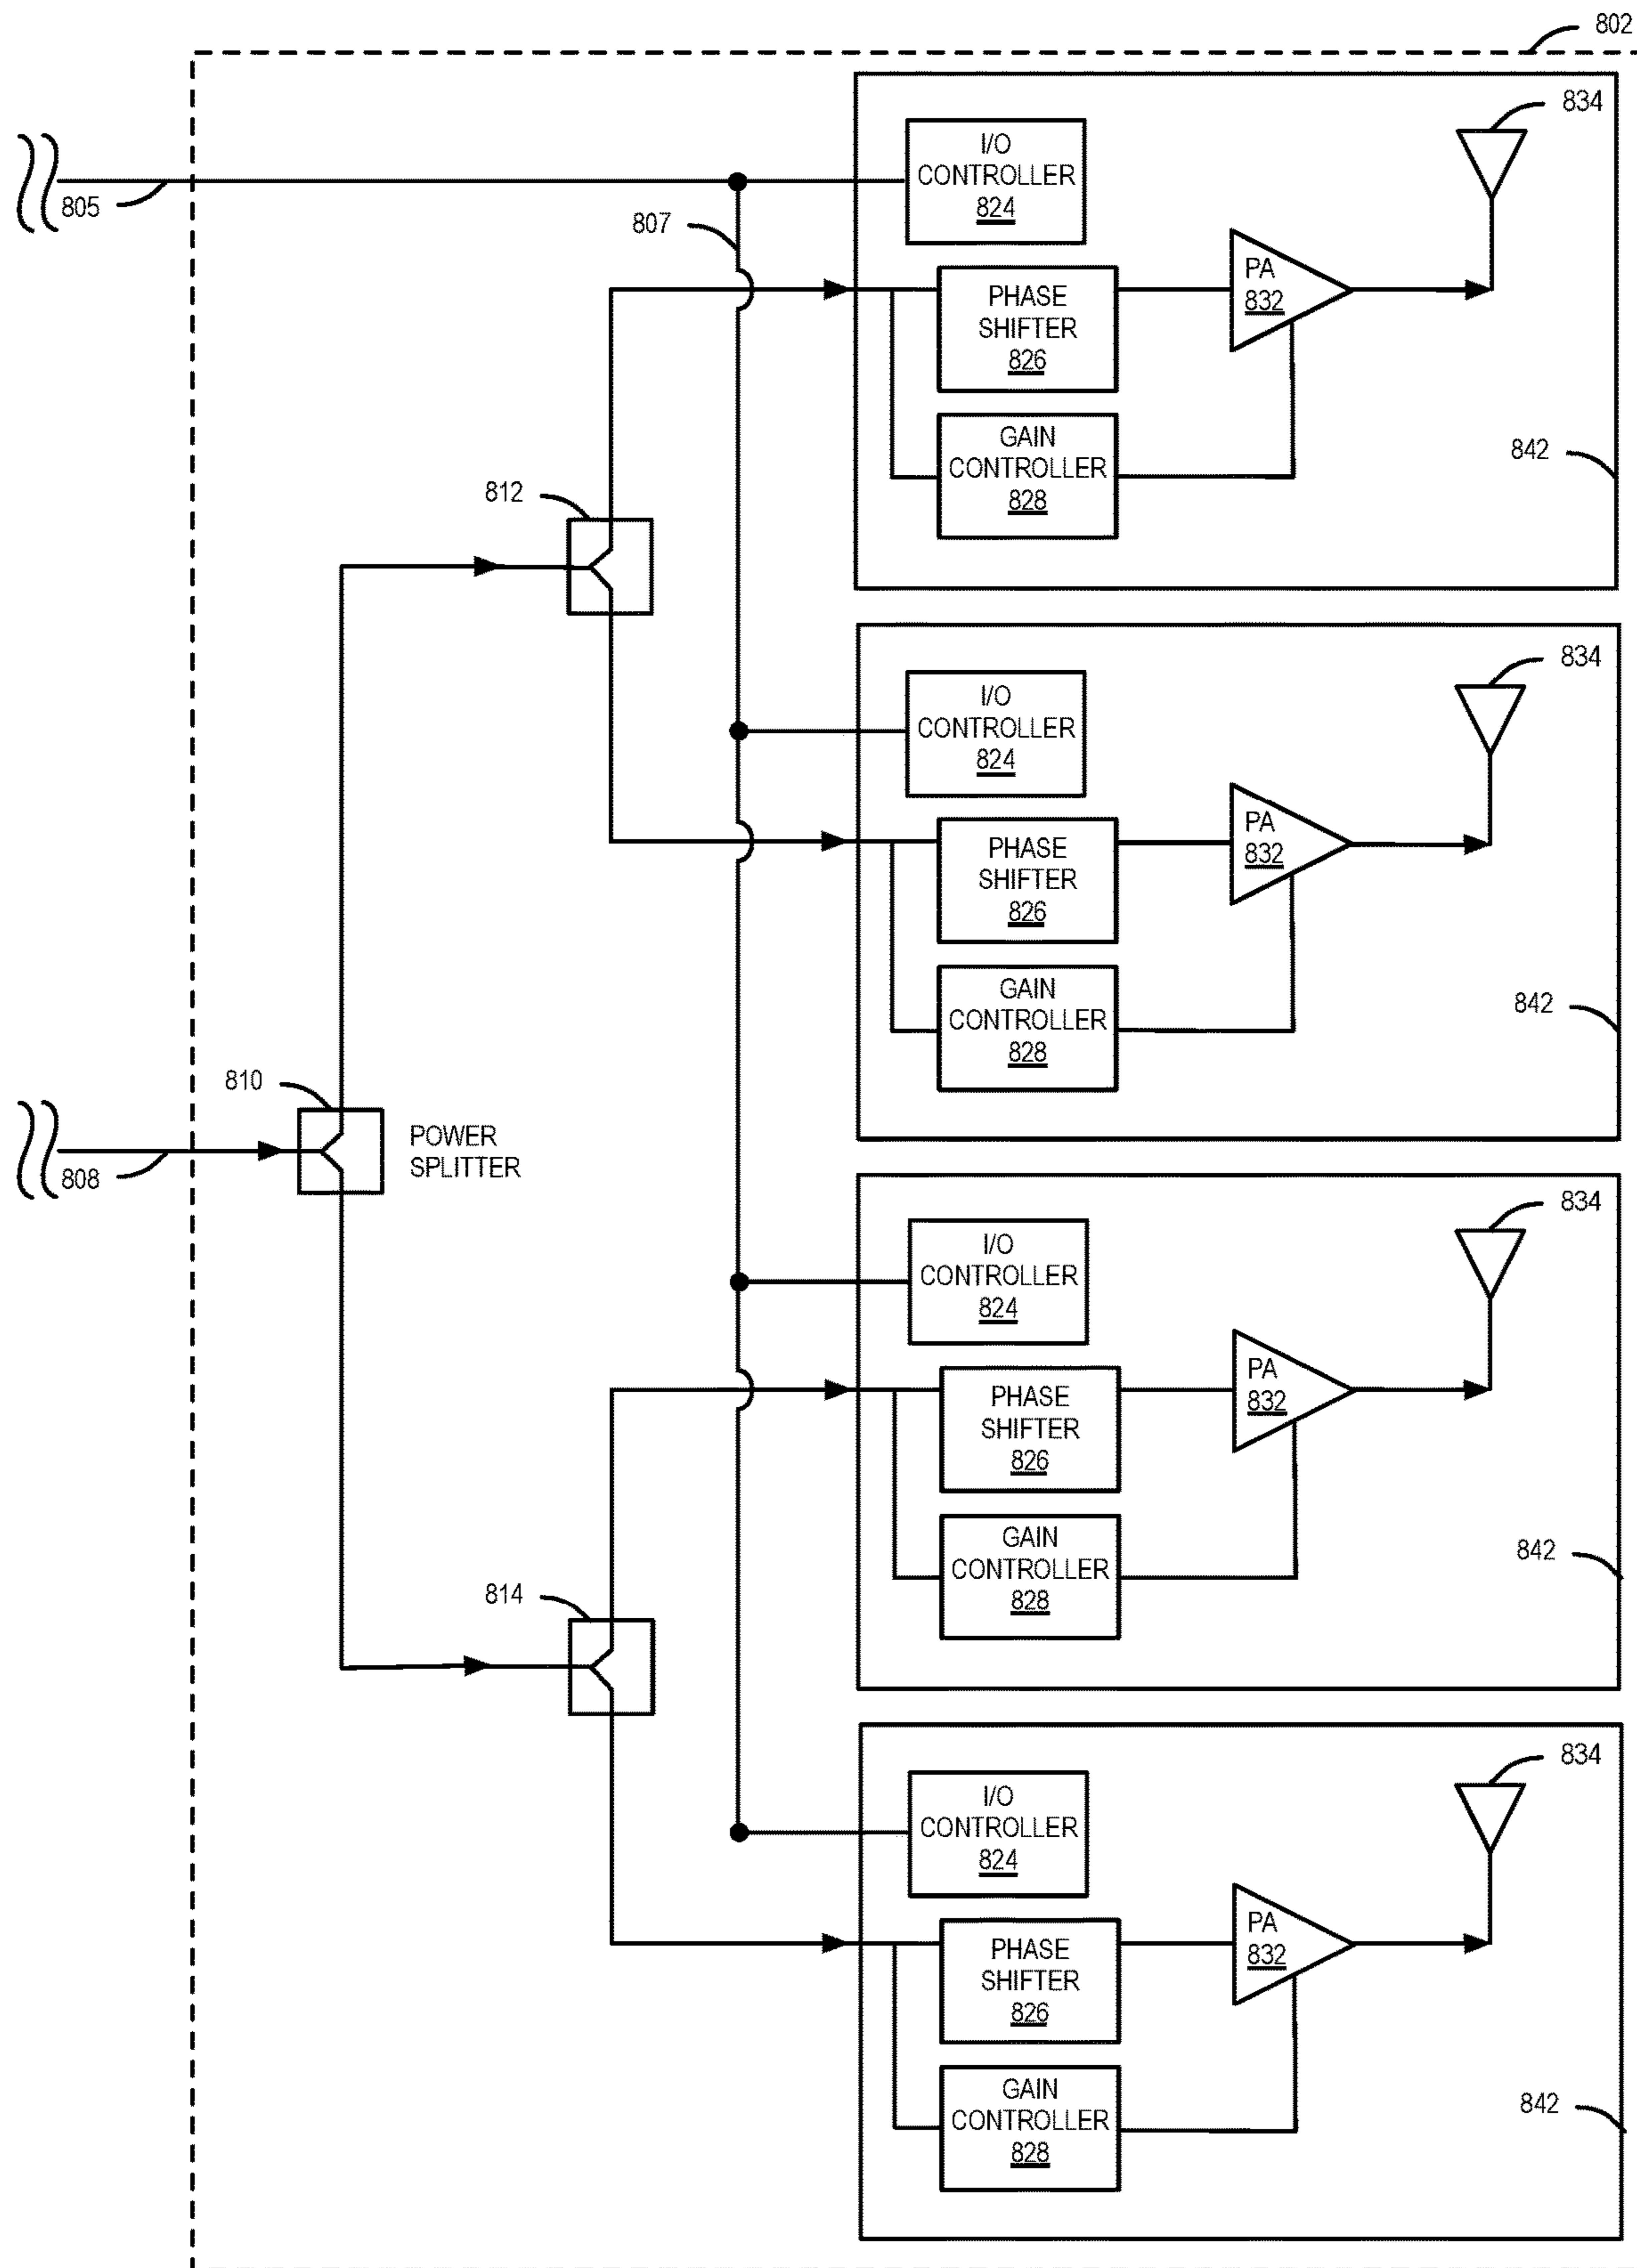 802
834
I/O
CONTROLLER
824
805
807
PA
832
PHASE
SHIFTER
826
GAIN
CONTROLLER
828
842
812
834
I/O
CONTROLLER
824
PA
832
PHASE
SHIFTER
826
GAIN
CONTROLLER
828
842
810
POWER
SPLITTER
808
834
I/O
CONTROLLER
824
PA
832
PHASE
SHIFTER
826
GAIN
CONTROLLER
828
842
814
834
I/O
CONTROLLER
824
PA
832
PHASE
SHIFTER
826
GAIN
CONTROLLER
828
842